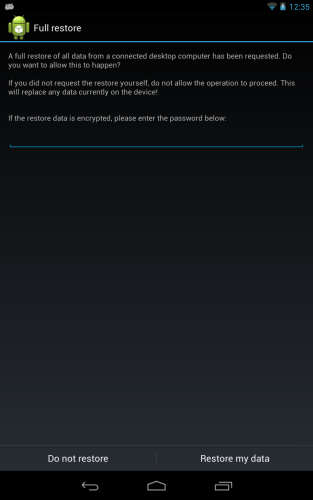 12:35
Full restore
A full restore of all data from a connected desktop computer has been requested. Do
you want to allow this to happen?
If you did not request the restore yourself, do not allow the operation to proceed. This
will replace any data currently on the device!
If the restore data is encrypted, please enter the password below:
Do not restore
Restore my data